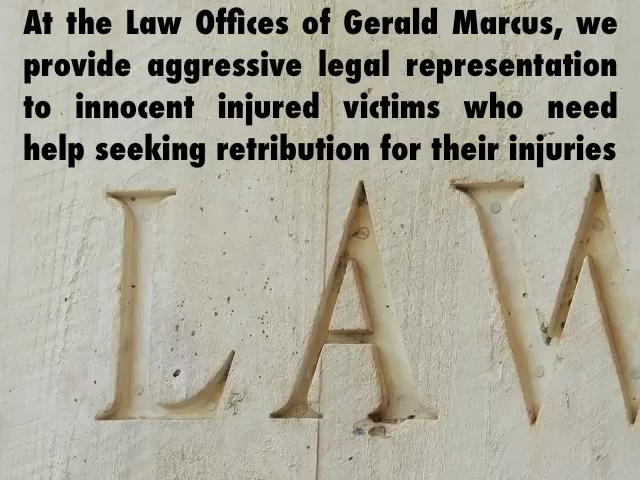 At the Law Offices of Gerald Marcus, we
provide aggressive legal representation
to innocent injured victims who need
help seeking retribution for their injuries
LAW